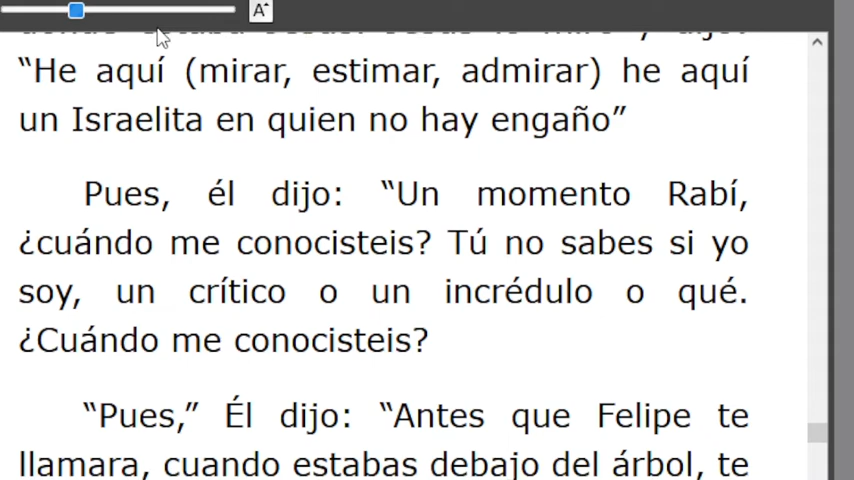 A
“He aquí (mirar, estimar, admirar) he aquí
un Israelita en quien no hay engaño”
Pues, él dijo: “Un momento Rabí,
¿cuándo me conocisteis? Tú no sabes si yo
soy, un crítico o un incrédulo o qué.
¿Cuándo me conocisteis?
“Pues,” Él dijo: “Antes que Felipe te
llamara, cuando estabas debajo del árbol, te